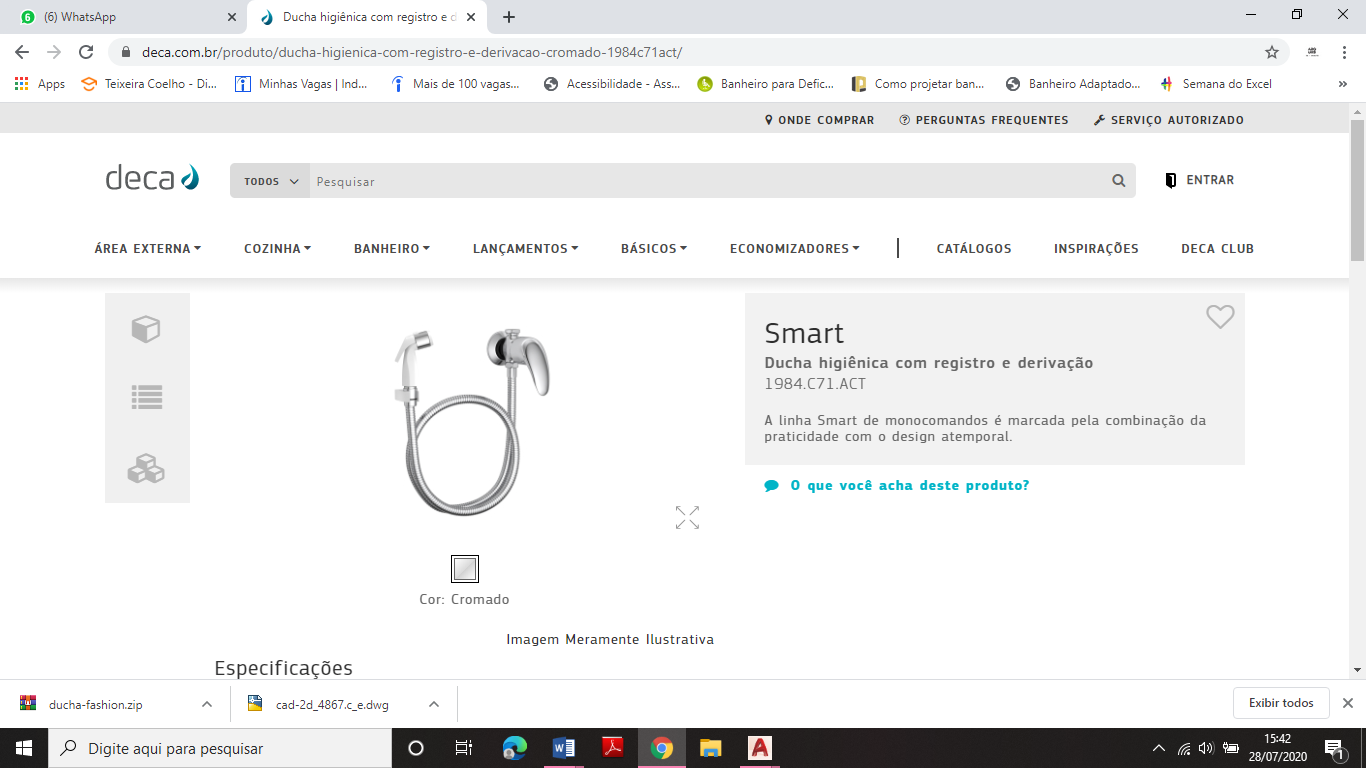 (6) WhatsApp
Ducha higiênica com registro e d
deca.com.br/produto/ducha-higienica-com-registro-e-derivacao-cromado-1984c71act/
Apps
Teixeira Coelho - Di...
Minhas Vagas | Ind...
Mais de 100 vagas...
Acessibilidade - Ass...
Banheiro para Defic...
Como projetar ban...
Banheiro Adaptado...
Semana do Excel
»
ONDE COMPRAR
PERGUNTAS FREQUENTES
SERVIÇO AUTORIZADO
deca
TODOS
Pesquisar
ENTRAR
ÁREA EXTERNA
COZINHA
BANHEIRO
LANÇAMENTOS
BÁSICOS
ECONOMIZADORES
CATÁLOGOS
INSPIRAÇÕES
DECA CLUB
Smart
Ducha higiênica com registro e derivação
1984.C71.ACT
A linha Smart de monocomandos é marcada pela combinação da
praticidade com o design atemporal.
O que você acha deste produto?
Cor: Cromado
Imagem Meramente Ilustrativa
Especificações
ducha-fashion.zip
cad-2d_4867.c_e.dwg
Exibir todos
Digite aqui para pesquisar
15:42
28/07/2020
1